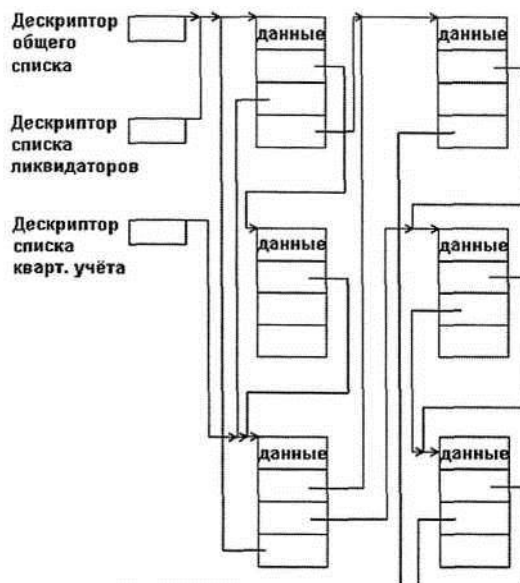 Дескриптор
общего
списка
Дескриптор
списка
ликвидаторов
Дескриптор
списка
кварт. учёта
данные
данные
данные
данные
данные
данные